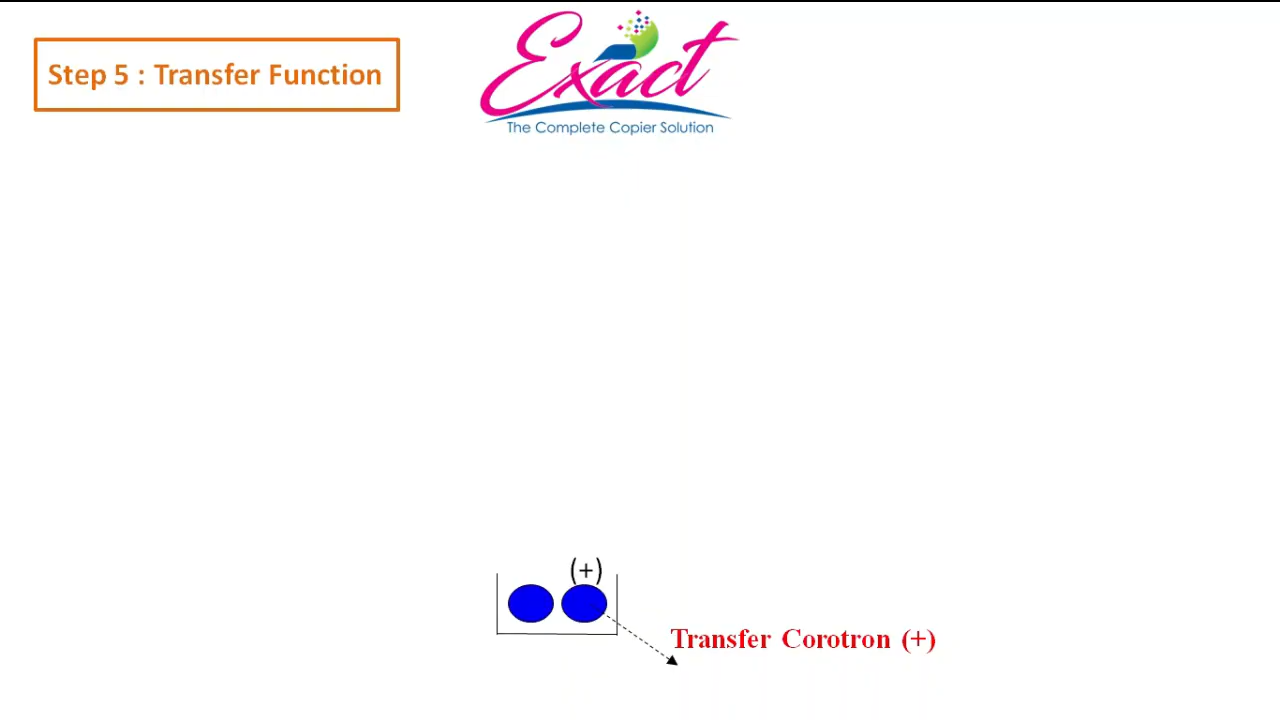 Step 5 : Transfer Function
Exact
The Complete Copier Solution
(+)
Transfer Corotron (+)